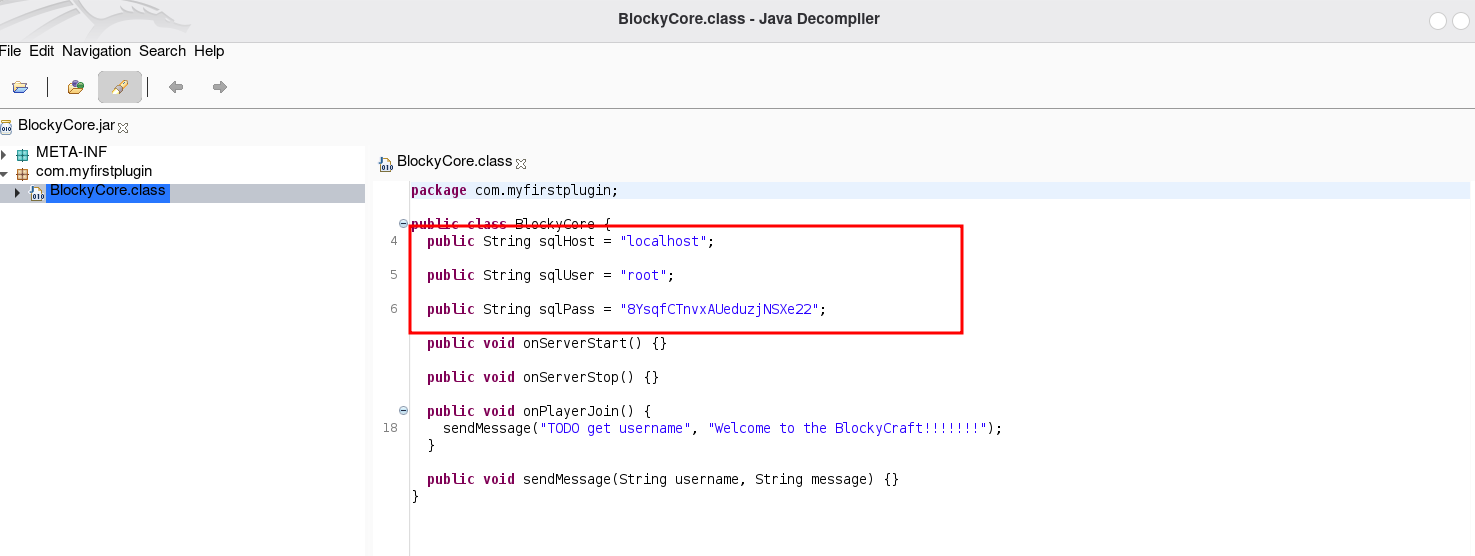 BlockyCore.class - Java Decompiler
File Edit Navigation Search Help
BlockyCore.jar
META-INF
com.myfirstplugin
BlockyCore.class
BlockyCore.class
package com.myfirstplugin;
public class BlockyCore {
4 public String sqlHost = "localhost";
5 public String sqlUser = "root";
6 public String sqlPass = "8YsqfCTnvxAUeduzjNSXe22";
public void onServerStart() {}
public void onServerStop() {}
public void onPlayerJoin() {
18 sendMessage("TODO get username", "Welcome to the BlockyCraft!!!!!!!");
}
public void sendMessage(String username, String message) {}
}